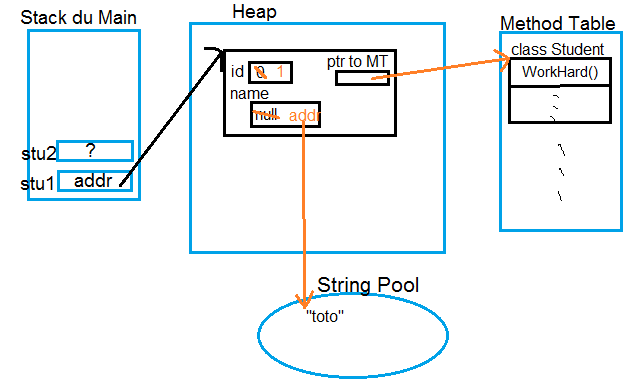 Stack du Main
Heap
Method Table
class Student
WorkHard()
ptr to MT
id 0 1
name
null addr
stu2 ?
stu1 addr
String Pool
"toto"